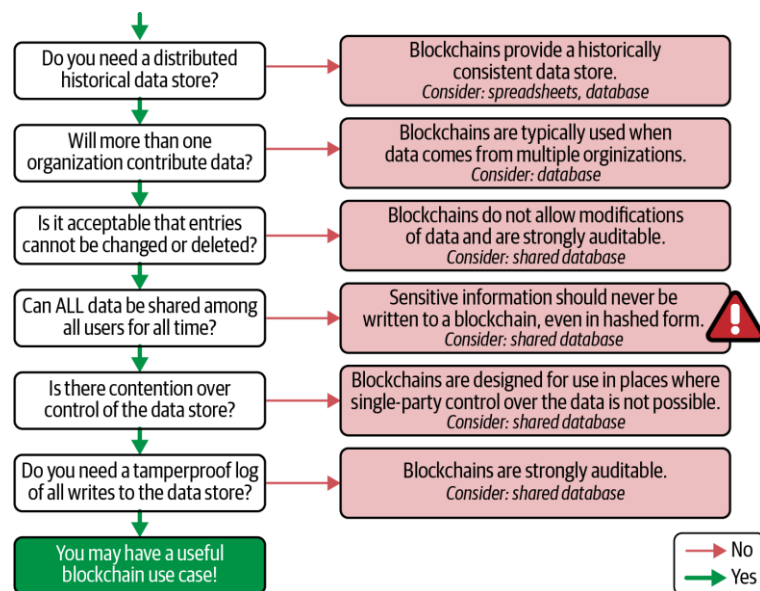 Do you need a distributed
historical data store?
Blockchains provide a historically
consistent data store.
Consider: spreadsheets, database
Will more than one
organization contribute data?
Blockchains are typically used when
data comes from multiple orginizations.
Consider: database
Is it acceptable that entries
cannot be changed or deleted?
Blockchains do not allow modifications
of data and are strongly auditable.
Consider: shared database
Can ALL data be shared among
all users for all time?
Sensitive information should never be
written to a blockchain, even in hashed form.
Consider: shared database
!
Is there contention over
control of the data store?
Blockchains are designed for use in places where
single-party control over the data is not possible.
Consider: shared database
Do you need a tamperproof log
of all writes to the data store?
Blockchains are strongly auditable.
Consider: shared database
You may have a useful
blockchain use case!
No
Yes